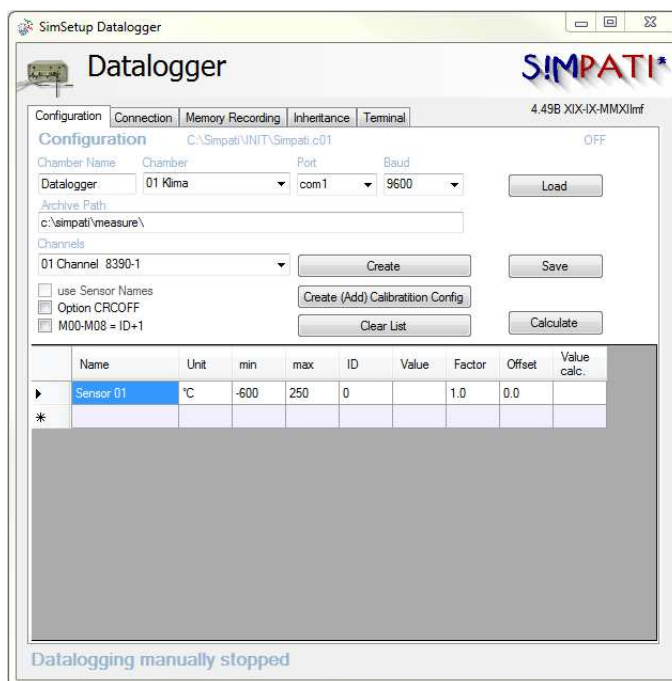 SimSetup Datalogger
Datalogger
S!MPATI*
4.49B XIX-IX-MMXIImf
Configuration Connection Memory Recording Inheritance Terminal
Configuration C:\Simpati\INIT\Simpati.c01 OFF
Chamber Name Chamber Port Baud
Datalogger 01 Klima com1 9600 Load
Archive Path
c:\simpati\measure\
Channels
01 Channel 8390-1 Create Save
use Sensor Names
Create (Add) Calibratition Config
Option CRCOFF
M00-M08 = ID+1 Clear List Calculate
Name Unit min max ID Value Factor Offset Value calc.
Sensor 01 °C -600 250 0 1.0 0.0
Datalogging manually stopped